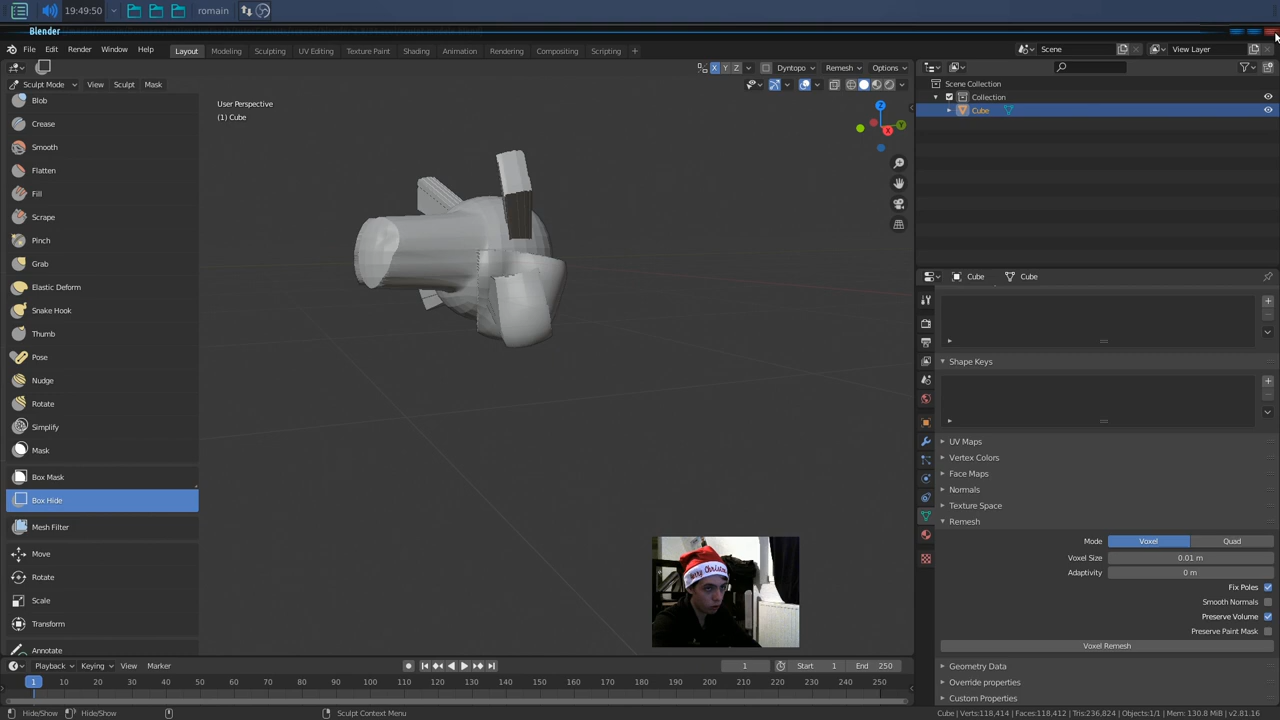 19:49:50
romain
Blender
File Edit Render Window Help
Layout Modeling Sculpting UV Editing Texture Paint Shading Animation Rendering Compositing Scripting +
Scene
View Layer
X Y Z
Dyntopo
Remesh
Options
Sculpt Mode View Sculpt Mask
Scene Collection
Collection
Cube
User Perspective
(1) Cube
Z
Y
X
Blob
Crease
Smooth
Flatten
Fill
Scrape
Pinch
Grab
Elastic Deform
Snake Hook
Thumb
Pose
Nudge
Rotate
Simplify
Mask
Box Mask
Box Hide
Mesh Filter
Move
Rotate
Scale
Transform
Annotate
Merry Christm
Cube Cube
Shape Keys
UV Maps
Vertex Colors
Face Maps
Normals
Texture Space
Remesh
Mode Voxel Quad
Voxel Size 0.01 m
Adaptivity 0 m
Fix Poles
Smooth Normals
Preserve Volume
Preserve Paint Mask
Voxel Remesh
Geometry Data
Override properties
Custom Properties
Playback Keying View Marker
1 Start 1 End 250
1 10 20 30 40 50 60 70 80 90 100 110 120 130 140 150 160 170 180 190 200 210 220 230 240 250
Hide/Show Hide/Show Sculpt Context Menu
Cube | Verts:118,414 | Faces:118,412 | Tris:236,824 | Objects:1/1 | Mem: 130.8 MiB | v2.81.16